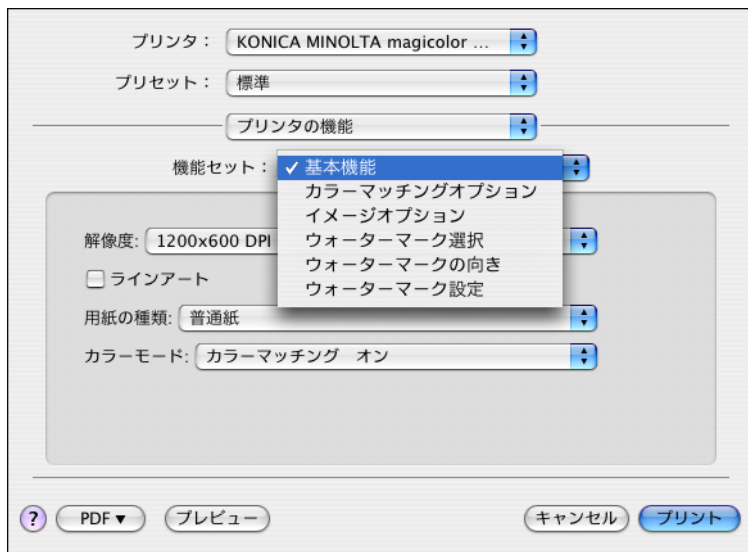 プリンタ： KONICA MINOLTA magicolor ...
プリセット： 標準
プリンタの機能
機能セット： ✓ 基本機能
カラーマッチングオプション
イメージオプション
解像度: 1200x600 DPI
ウォーターマーク選択
ウォーターマークの向き
ラインアート
ウォーターマーク設定
用紙の種類: 普通紙
カラーモード: カラーマッチング　オン
? PDF▼ プレビュー キャンセル プリント